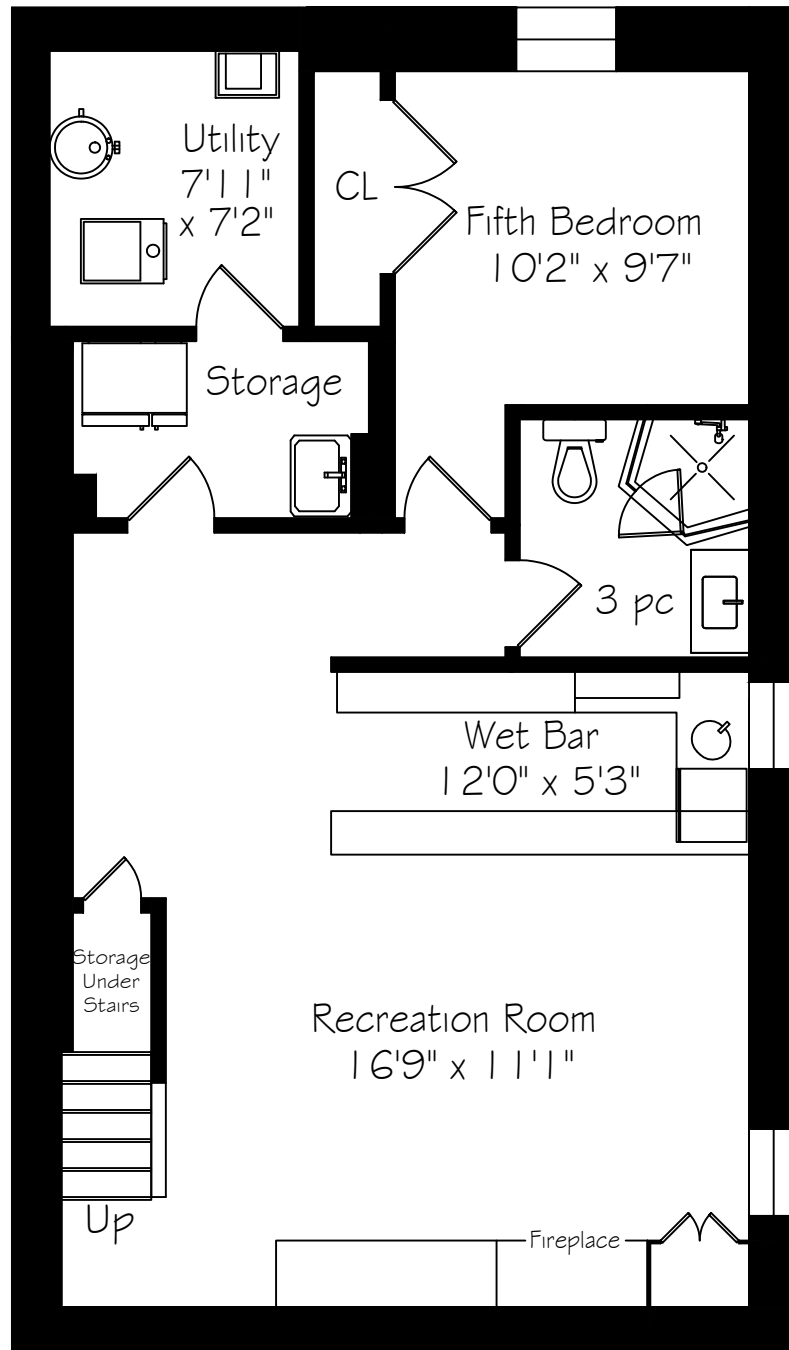 Utility
7'11"
x 7'2"
CL
Fifth Bedroom
10'2" x 9'7"
Storage
3 pc
Wet Bar
12'0" x 5'3"
Storage
Under
Stairs
Recreation Room
16'9" x 11'1"
Up
Fireplace